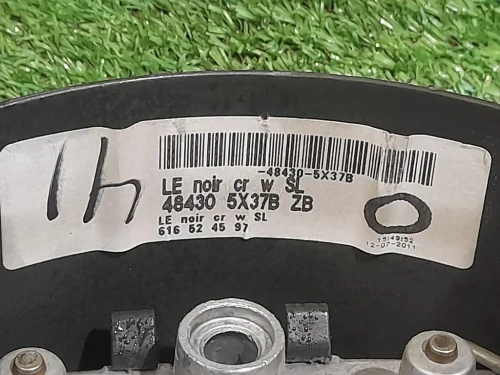 -48430-5X37B
LE noir cr w SL
48430 5X37B ZB
LE noir cr w SL
616 52 45 97
15:49:52
12-07-2011